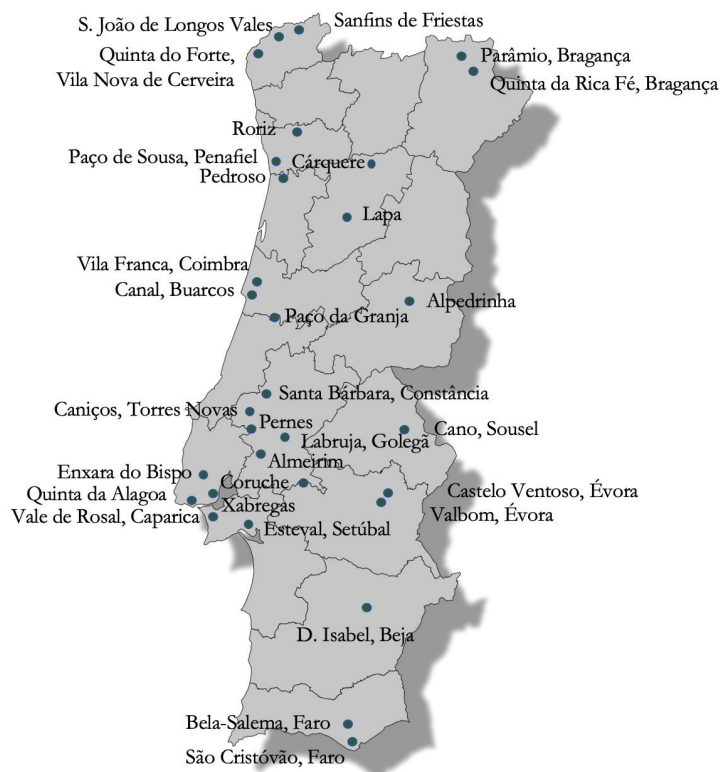 Sanfins de Friestas
S. João de Longos Vales
Quinta do Forte,
Vila Nova de Cerveira
Parâmio, Bragança
Quinta da Rica Fé, Bragança
Roriz
Paço de Sousa, Penafiel
Cárquere
Pedroso
Lapa
Vila Franca, Coimbra
Canal, Buarcos
Alpedrinha
Paço da Granja
Santa Bárbara, Constância
Caniços, Torres Novas
Pernes
Cano, Sousel
Labruja, Golegã
Almeirim
Enxara do Bispo
Coruche
Quinta da Alagoa
Castelo Ventoso, Évora
Xabregas
Valbom, Évora
Vale de Rosal, Caparica
Esteval, Setúbal
D. Isabel, Beja
Bela-Salema, Faro
São Cristóvão, Faro